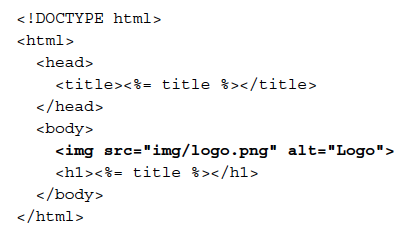 <!DOCTYPE html>
<html>
  <head>
    <title><%= title %></title>
  </head>
  <body>
    <img src="img/logo.png" alt="Logo">
    <h1><%= title %></h1>
  </body>
</html>